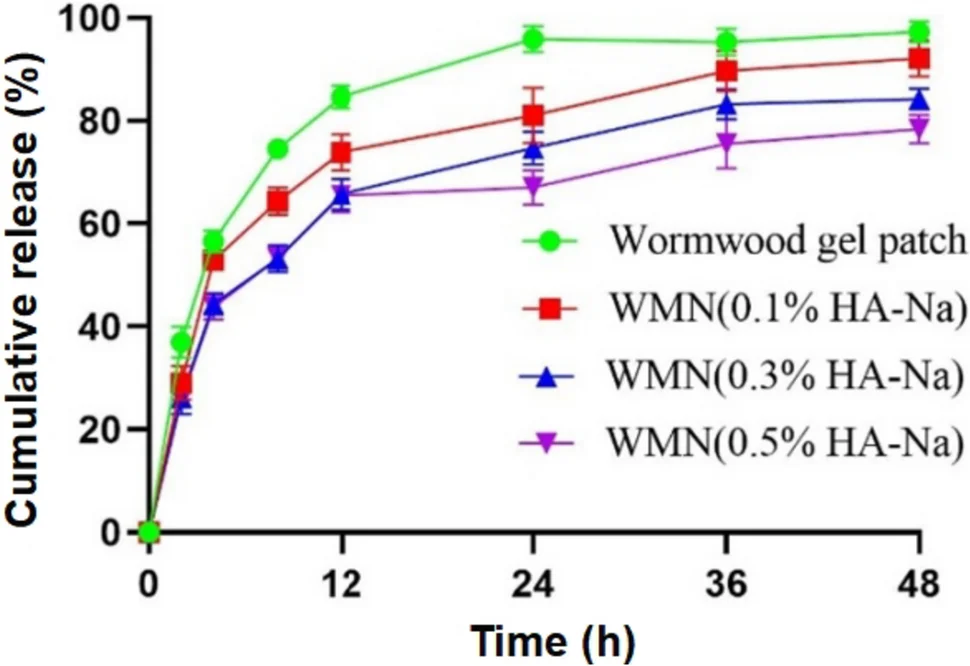 Cumulative release (%)
100
80
60
40
20
0
Wormwood gel patch
WMN(0.1% HA-Na)
WMN(0.3% HA-Na)
WMN(0.5% HA-Na)
0 12 24 36 48
Time (h)